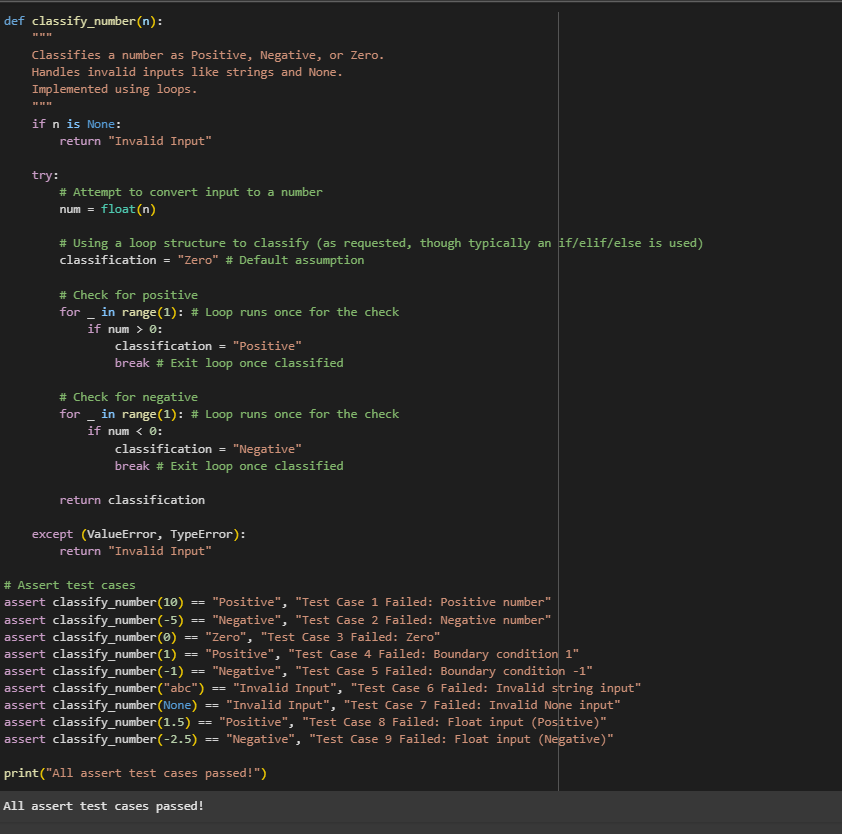 def classify_number(n):
    """
    Classifies a number as Positive, Negative, or Zero.
    Handles invalid inputs like strings and None.
    Implemented using loops.
    """
    if n is None:
        return "Invalid Input"

    try:
        # Attempt to convert input to a number
        num = float(n)

        # Using a loop structure to classify (as requested, though typically an if/elif/else is used)
        classification = "Zero" # Default assumption

        # Check for positive
        for _ in range(1): # Loop runs once for the check
            if num > 0:
                classification = "Positive"
                break # Exit loop once classified

        # Check for negative
        for _ in range(1): # Loop runs once for the check
            if num < 0:
                classification = "Negative"
                break # Exit loop once classified

        return classification

    except (ValueError, TypeError):
        return "Invalid Input"

# Assert test cases
assert classify_number(10) == "Positive", "Test Case 1 Failed: Positive number"
assert classify_number(-5) == "Negative", "Test Case 2 Failed: Negative number"
assert classify_number(0) == "Zero", "Test Case 3 Failed: Zero"
assert classify_number(1) == "Positive", "Test Case 4 Failed: Boundary condition 1"
assert classify_number(-1) == "Negative", "Test Case 5 Failed: Boundary condition -1"
assert classify_number("abc") == "Invalid Input", "Test Case 6 Failed: Invalid string input"
assert classify_number(None) == "Invalid Input", "Test Case 7 Failed: Invalid None input"
assert classify_number(1.5) == "Positive", "Test Case 8 Failed: Float input (Positive)"
assert classify_number(-2.5) == "Negative", "Test Case 9 Failed: Float input (Negative)"

print("All assert test cases passed!")
All assert test cases passed!